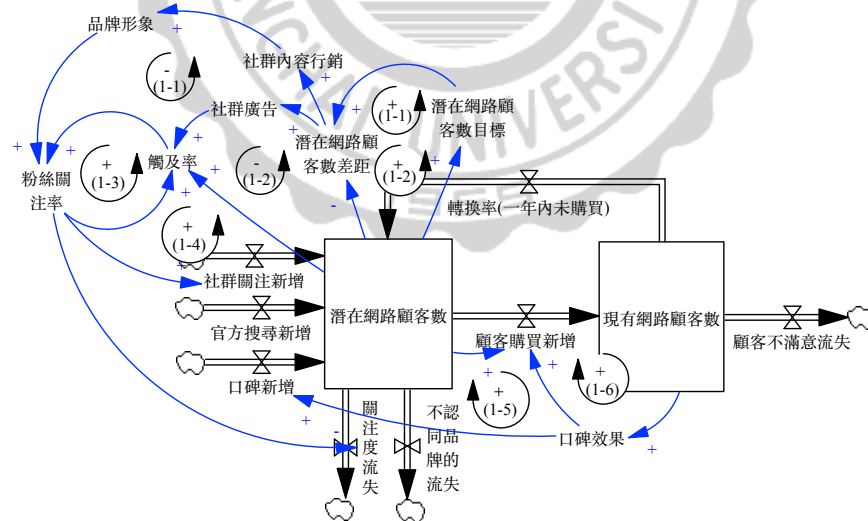 品牌形象
-
(1-1)
社群內容行銷
+
+
(1-1)
潛在網路顧
客數目標
社群廣告
+
+
潛在網路顧
客數差距
+
+
+
+
(1-3)
觸及率
+
-
(1-2)
+
(1-2)
+
粉絲關
注率
+
+
-
轉換率(一年內未購買)
+
(1-4)
+
社群關注新增
官方搜尋新增
口碑新增
潛在網路顧客數
顧客購買新增
現有網路顧客數
顧客不滿意流失
+
+
(1-5)
+
+
(1-6)
+
-
關
注
度
流
失
不認
同品
牌的
流失
口碑效果
+
CHANG
UNIVERSI